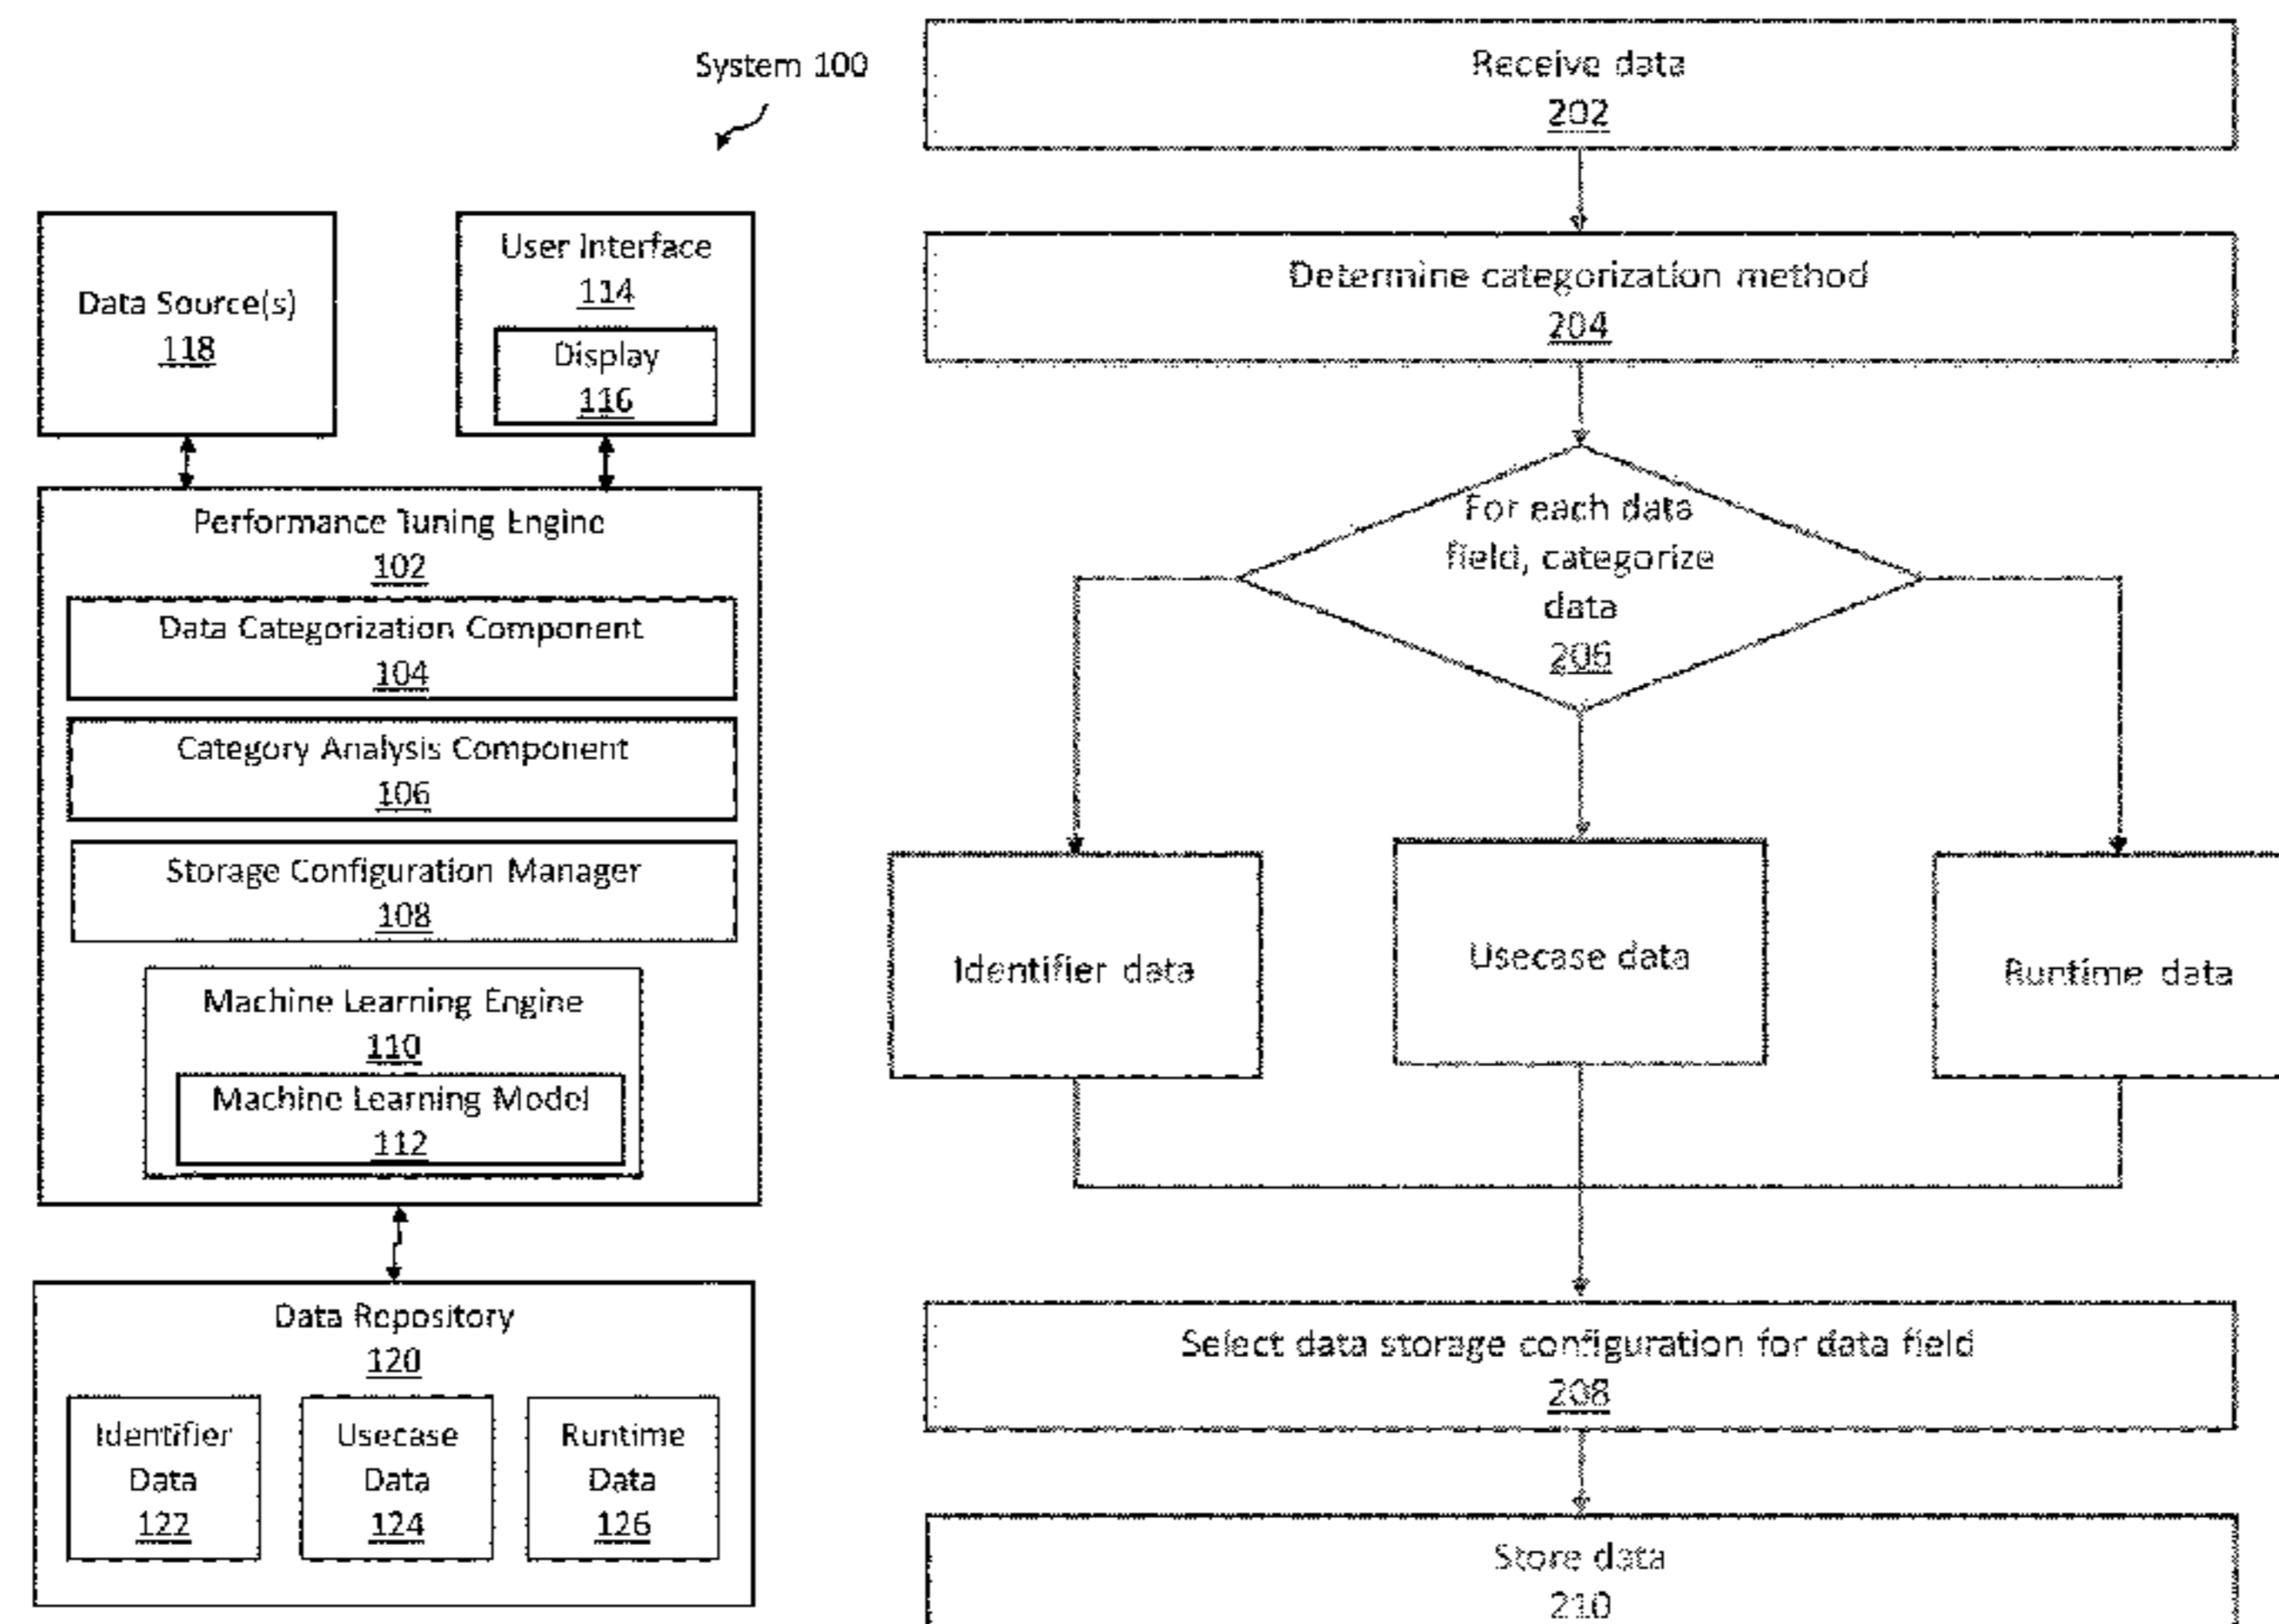 System 100
Data Source(s)
118
User Interface
114
Display
116
Performance Tuning Engine
102
Data Categorization Component
104
Category Analysis Component
106
Storage Configuration Manager
108
Machine Learning Engine
110
Machine Learning Model
112
Data Repository
120
Identifier
Data
122
Usecase
Data
124
Runtime
Data
126
Receive data
202
Determine categorization method
204
For each data
field, categorize
data
206
Identifier data
Usecase data
Runtime data
Select data storage configuration for data field
208
Store data
210